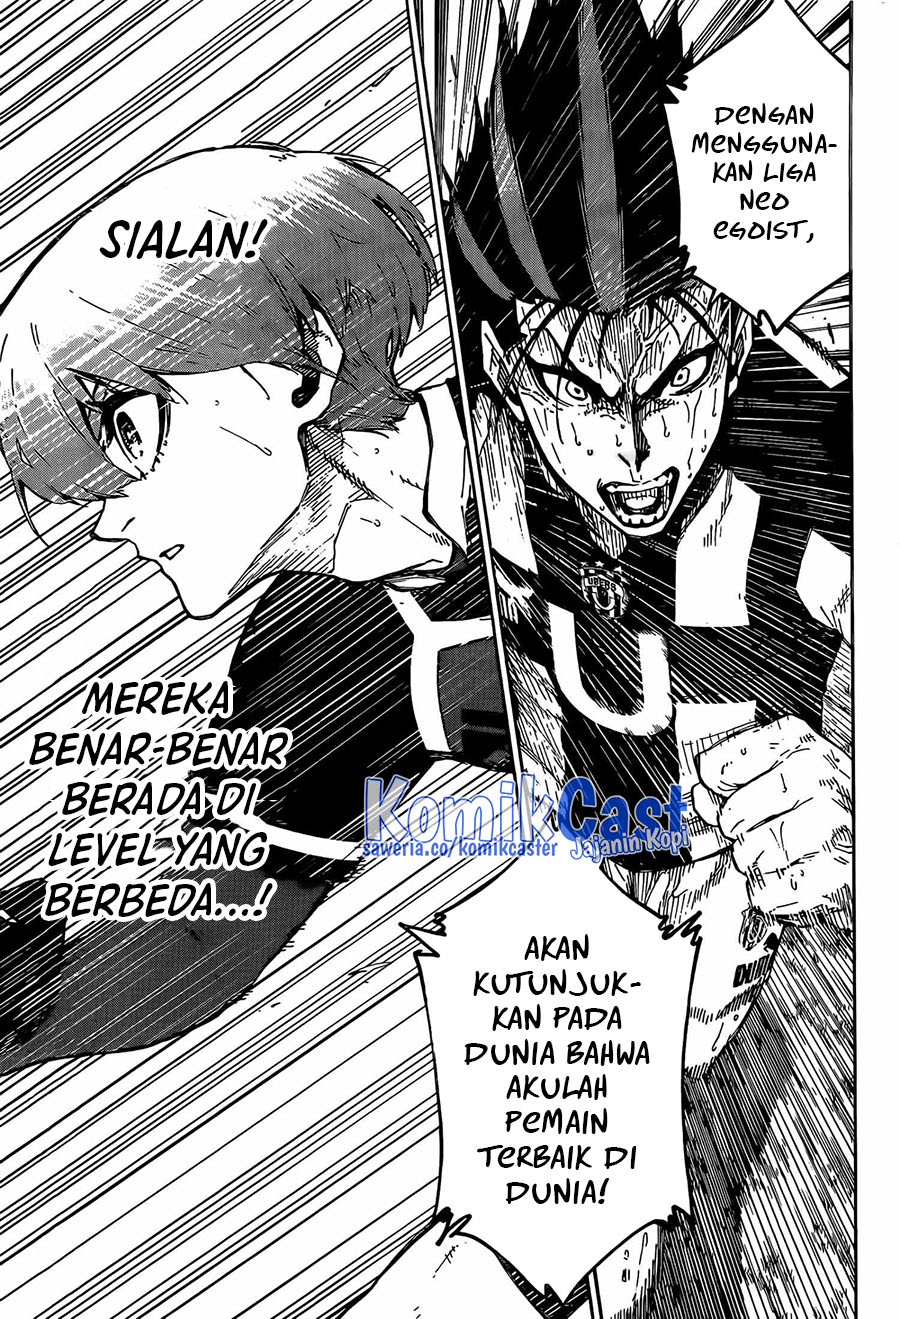 DENGAN
MENGGUNA-
KAN LIGA
NEO
EGOIST,
UBERS
U
U
AKAN
KUTUNJUK-
KAN PADA
DUNIA BAHWA
AKULAH
PEMAIN
TERBAIK DI
DUNIA!
SIALAN!
MEREKA
BENAR-BENAR
BERADA DI
LEVEL YANG
BERBEDA...!
KomikCast
saweria.co/komikcaster Jajanin Kopi